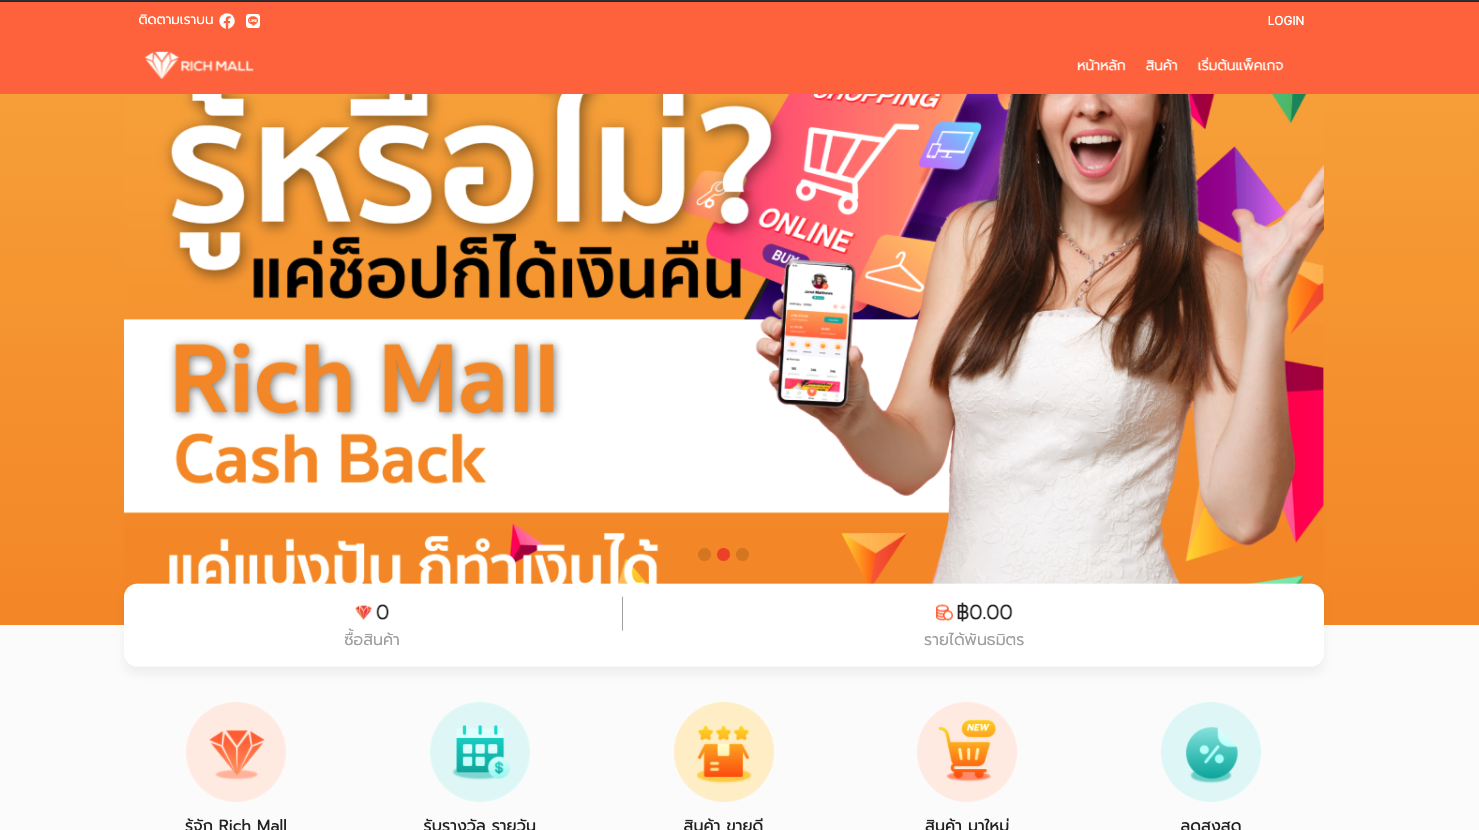 ติดตามเราบน
LOGIN
RICH MALL
หน้าหลัก
สินค้า
เริ่มต้นแพ็คเกจ
SHOPPING
รู้หรือไม่?
ONLINE
BUY
แค่ช็อปก็ได้เงินคืน
Rich Mall
Cash Back
แค่แบ่งปัน ก็ทำเงินได้
0
ซื้อสินค้า
฿0.00
รายได้พันธมิตร
NEW
รู้จัก Rich Mall
รับรางวัล รายวัน
สินค้า ขายดี
สินค้า มาใหม่
ลดสูงสุด